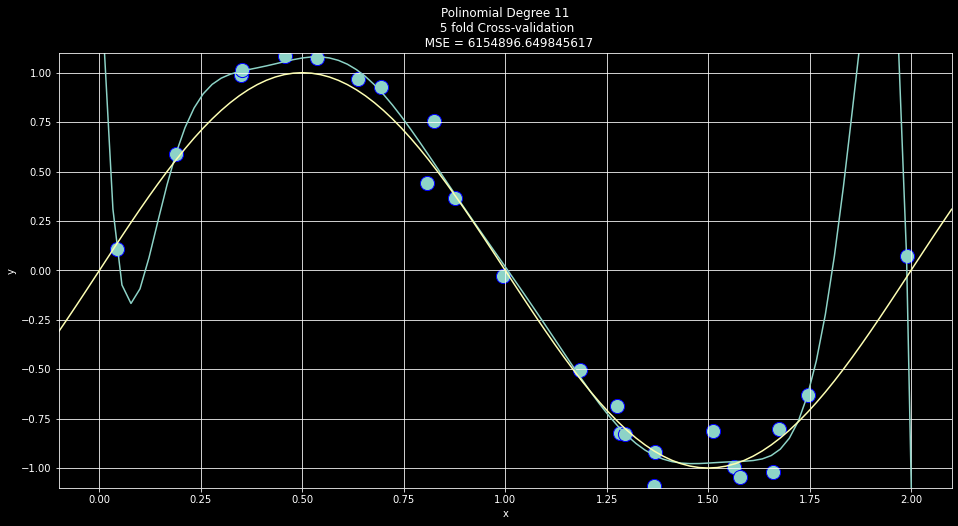 Polinomial Degree 11
5 fold Cross-validation
MSE = 6154896.649845617
1.00
0.75
0.50
0.25
0.00
−0.25
−0.50
−0.75
−1.00
y
0.00 0.25 0.50 0.75 1.00 1.25 1.50 1.75 2.00
x